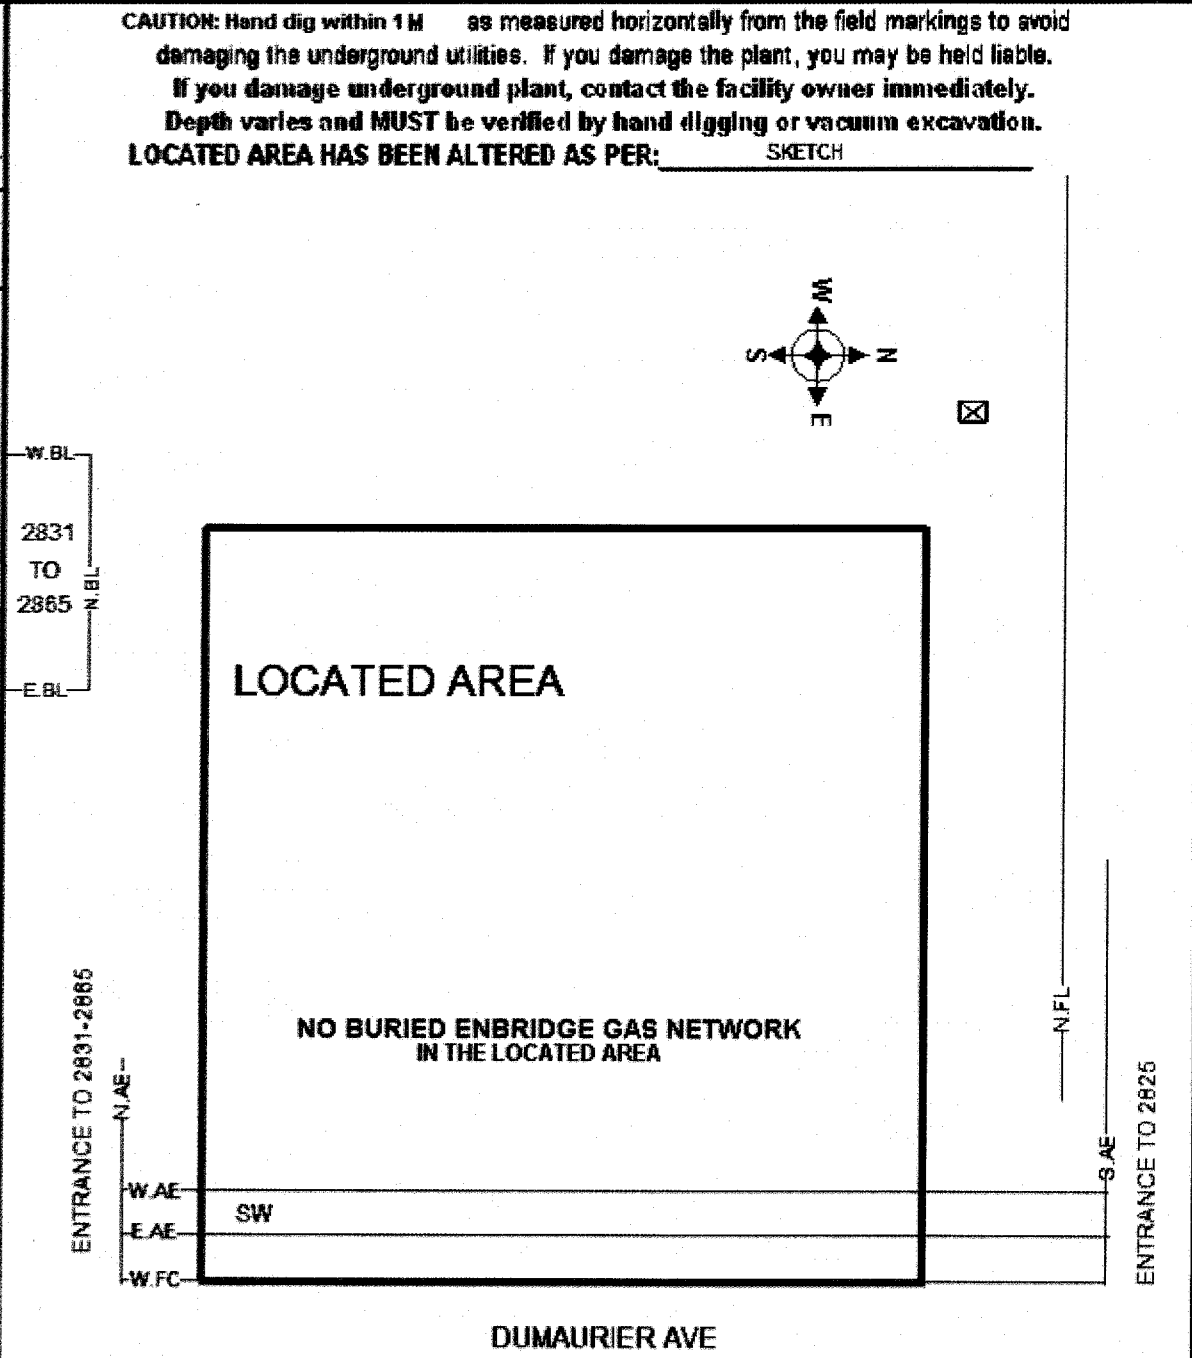 CAUTION: Hand dig within 1 M as measured horizontally from the field markings to avoid
damaging the underground utilities. If you damage the plant, you may be held liable.
If you damage underground plant, contact the facility owner immediately.
Depth varies and MUST be verified by hand digging or vacuum excavation.
LOCATED AREA HAS BEEN ALTERED AS PER: SKETCH
W
S
N
E
W.BL
2831
TO
2865
N.BL
E.BL
LOCATED AREA
NO BURIED ENBRIDGE GAS NETWORK
IN THE LOCATED AREA
ENTRANCE TO 2831-2865
N.AE
W.AE
SW
E.AE
W.FC
N.FL
S.AE
ENTRANCE TO 2825
DUMAURIER AVE